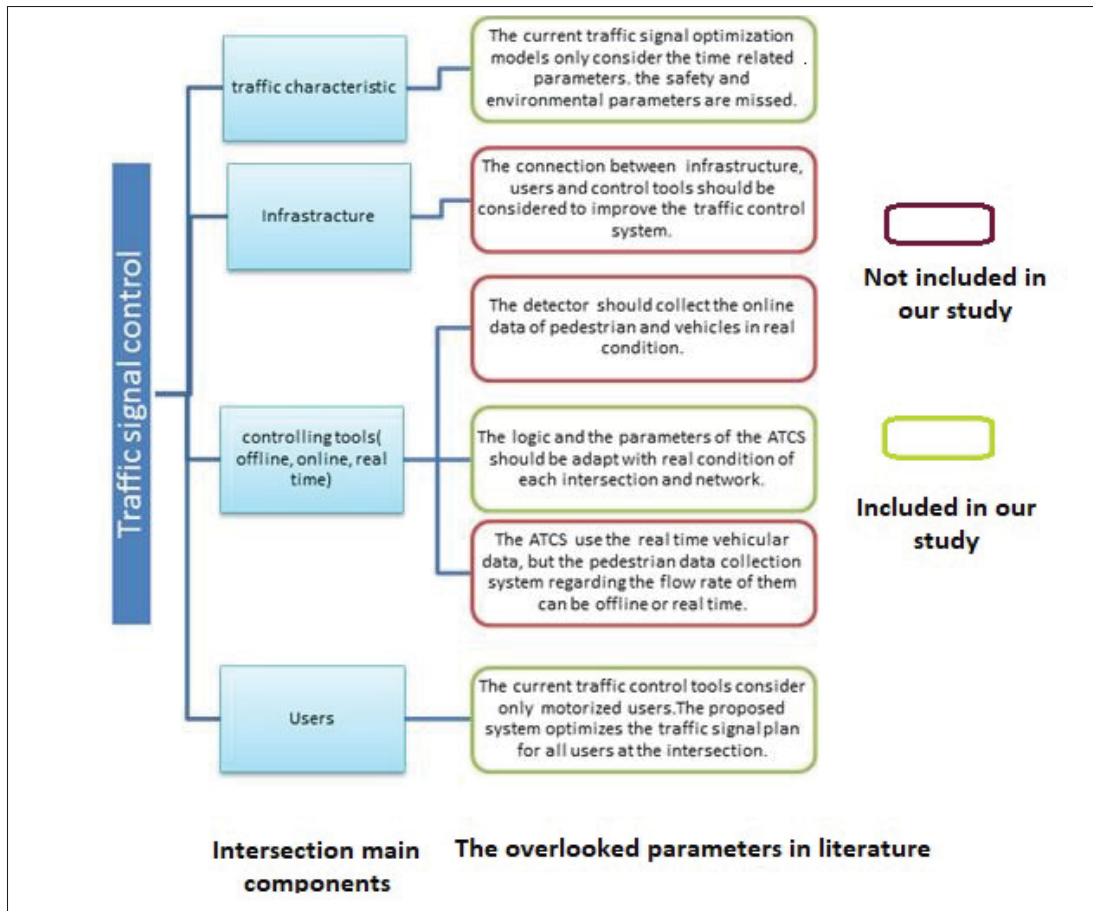 Traffic signal control
traffic characteristic
The current traffic signal optimization
models only consider the time related .
parameters. the safety and
environmental parameters are missed.
Infrastracture
The connection between infrastructure,
users and control tools should be
considered to improve the traffic control
system.
The detector should collect the online
data of pedestrian and vehicles in real
condition.
controlling tools(
offline, online, real
time)
The logic and the parameters of the ATCS
should be adapt with real condition of
each intersection and network.
The ATCS use the real time vehicular
data, but the pedestrian data collection
system regarding the flow rate of them
can be offline or real time.
Users
The current traffic control tools consider
only motorized users.The proposed
system optimizes the traffic signal plan
for all users at the intersection.
Not included in
our study
Included in our
study
Intersection main
components
The overlooked parameters in literature